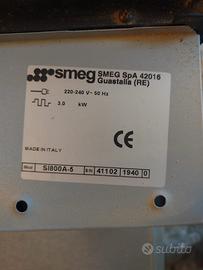 smeg SMEG SpA 42016
Guastalla (RE)
220-240 V~ 50 Hz
3.0 kW
MADE IN ITALY
CE
Mod SI800A-5 S/N 41102 1940 0
subito